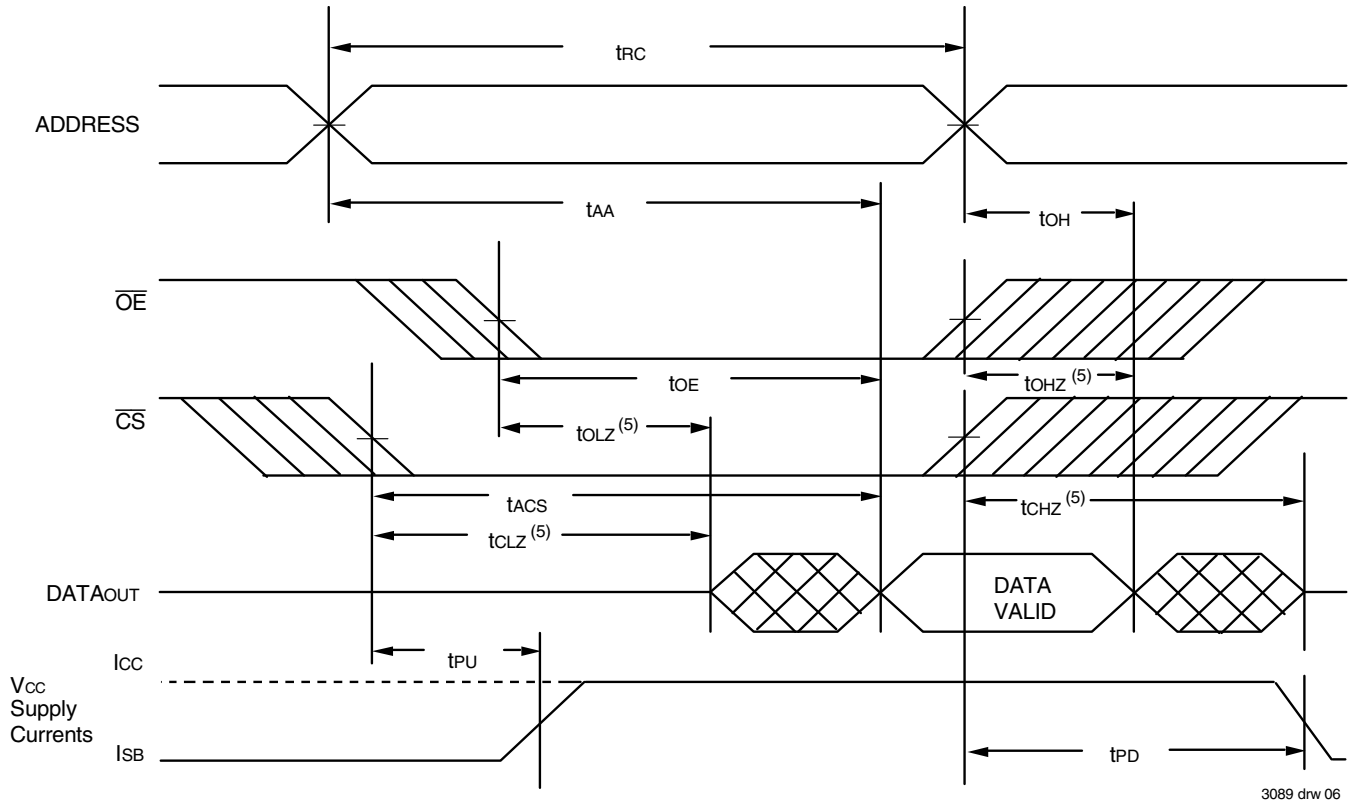 tRC
ADDRESS
tAA
tOH
OE
tOE
tOHZ (5)
CS
tOLZ (5)
tACS
tCHZ (5)
tCLZ (5)
DATAOUT
DATA
VALID
ICC
tPU
VCC
Supply
Currents
ISB
tPD
3089 drw 06